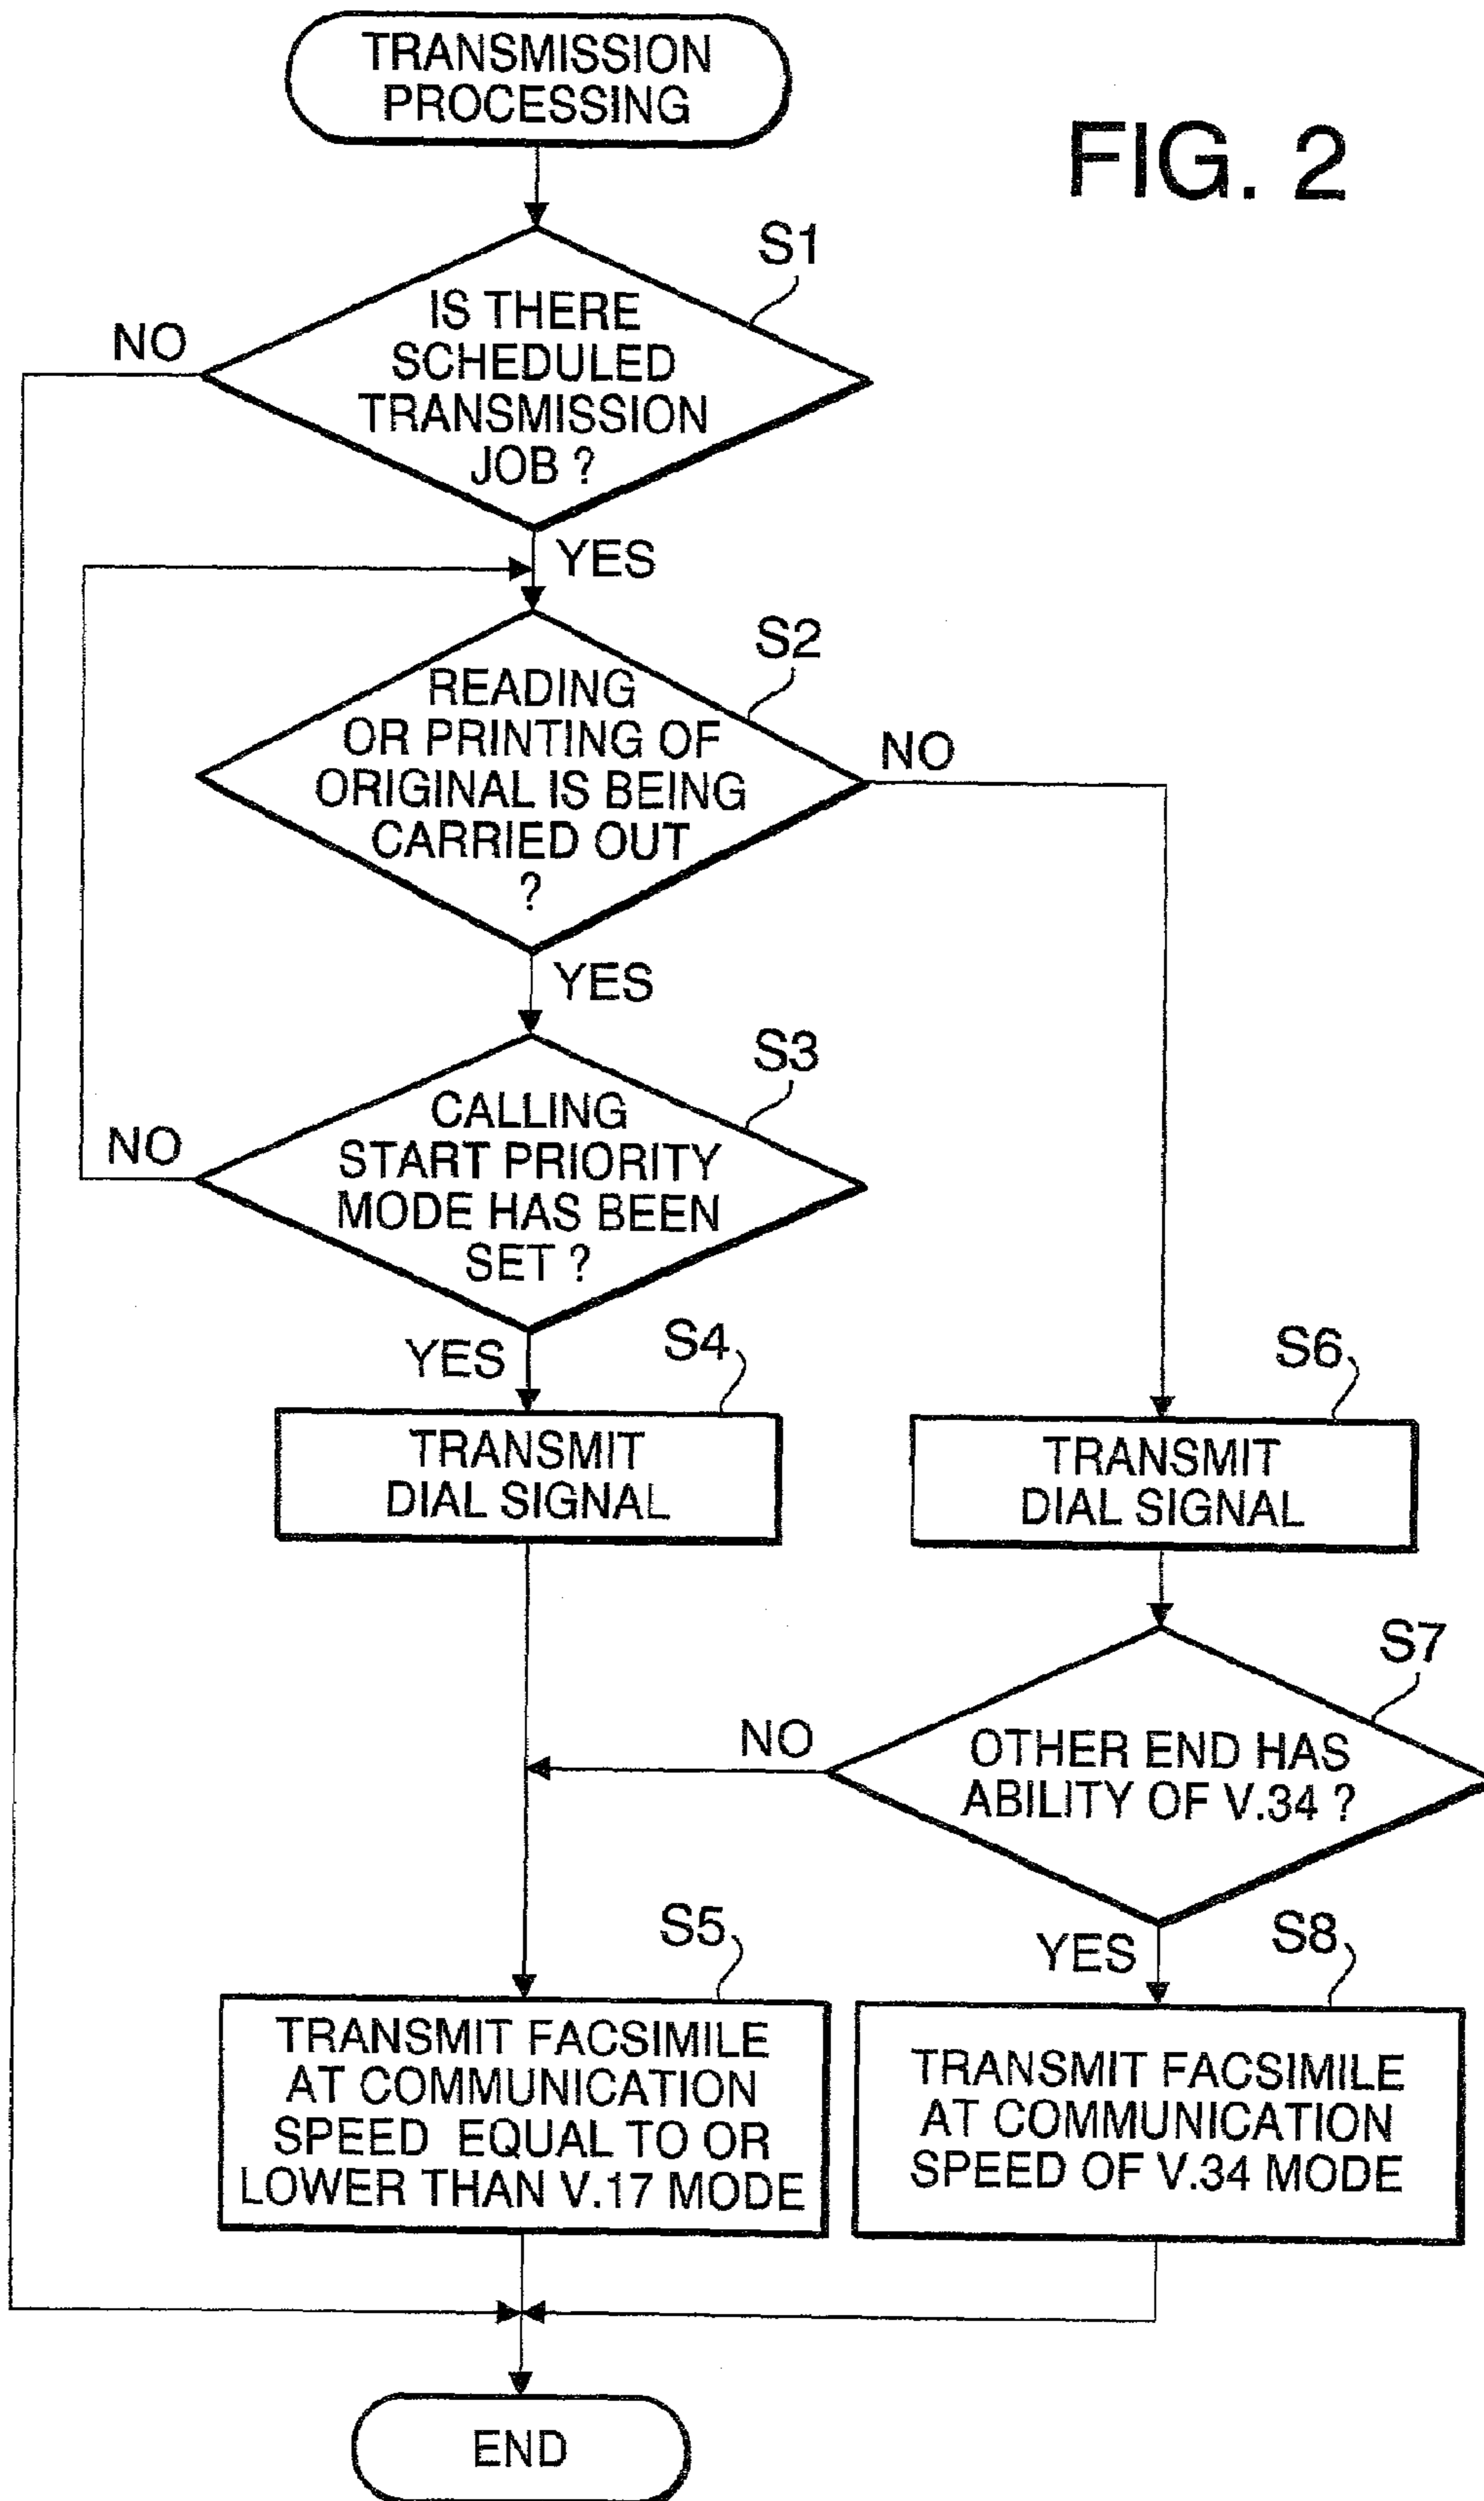 TRANSMISSION
PROCESSING
FIG. 2
S1
IS THERE
SCHEDULED
TRANSMISSION
JOB ?
NO
YES
S2
READING
OR PRINTING OF
ORIGINAL IS BEING
CARRIED OUT
?
NO
YES
S3
CALLING
START PRIORITY
MODE HAS BEEN
SET ?
NO
YES
S4
TRANSMIT
DIAL SIGNAL
S6
TRANSMIT
DIAL SIGNAL
S7
OTHER END HAS
ABILITY OF V.34 ?
NO
YES
S5
TRANSMIT FACSIMILE
AT COMMUNICATION
SPEED EQUAL TO OR
LOWER THAN V.17 MODE
S8
TRANSMIT FACSIMILE
AT COMMUNICATION
SPEED OF V.34 MODE
END